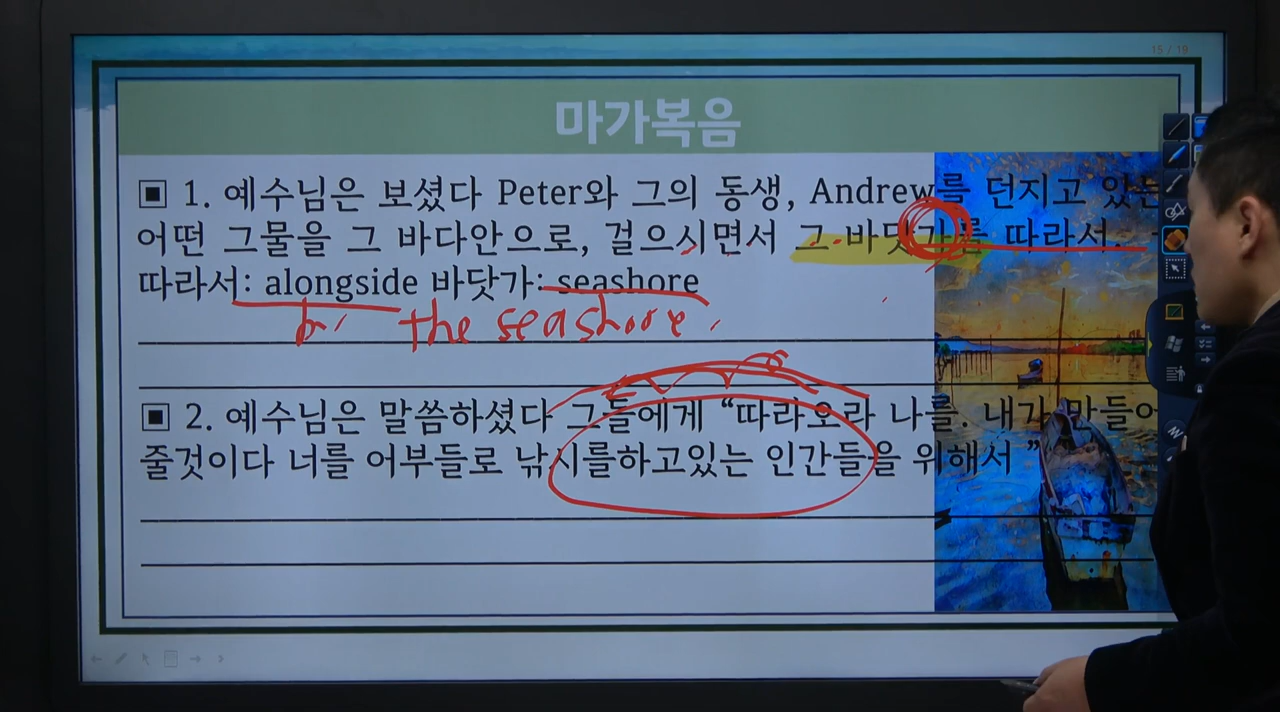 15 / 19
마가복음
▣ 1. 예수님은 보셨다 Peter와 그의 동생, Andrew를 던지고 있는
어떤 그물을 그 바다안으로, 걸으시면서 그 바닷가를 따라서.
따라서: alongside 바닷가: seashore
the seashore.
▣ 2. 예수님은 말씀하셨다 그들에게 “따라오라 나를. 내가 만들어
줄것이다 너를 어부들로 낚시를하고있는 인간들을 위해서 ”